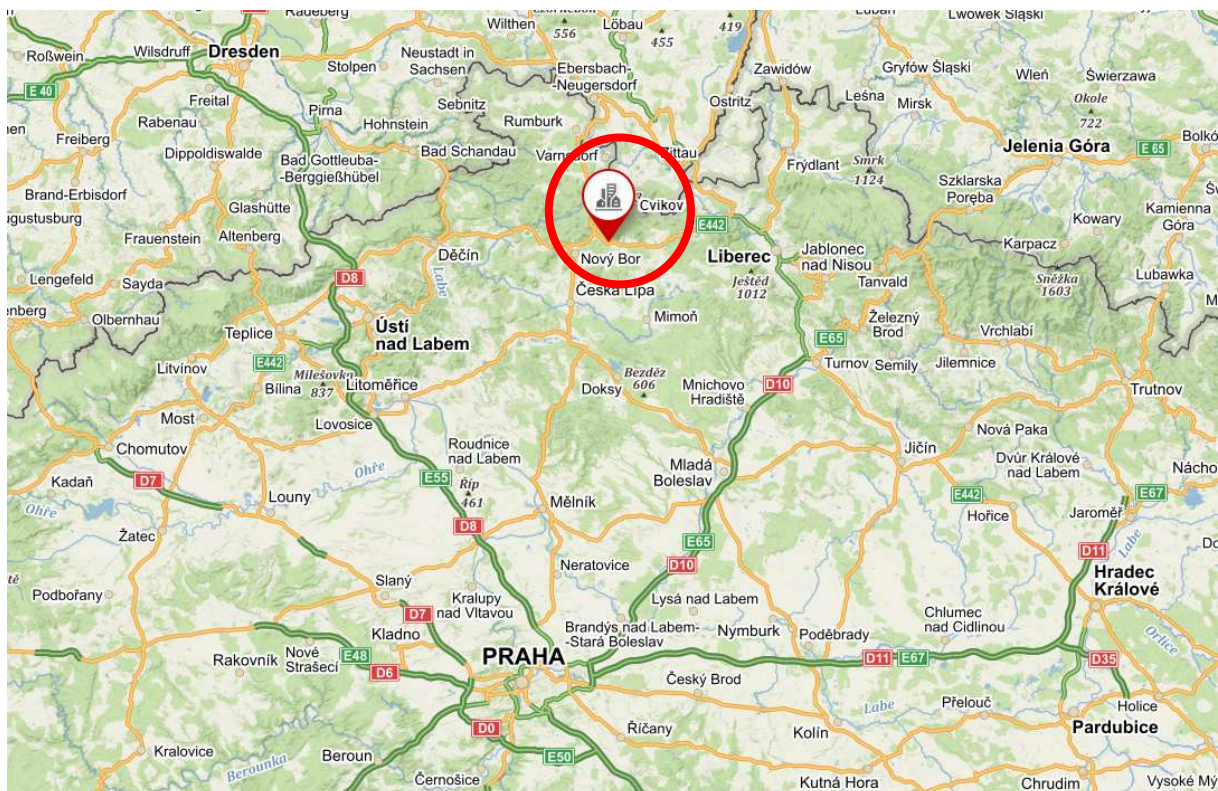 Radeberg
556
Löbau
455
419
Lwówek Śląski
Roßwein
Wilsdruff
Dresden
Stolpen
Neustadt in
Sachsen
Wilthen
Ebersbach-
-Neugersdorf
Zawidów
Gryfów Śląski
Wleń
Świerzawa
E 40
Freital
Pirna
Sebnitz
Ostritz
Leśna
Mirsk
Okole
722
Freiberg
Rabenau
Hohnstein
Rumburk
Bolkó
Dippoldiswalde
Bad Gottleuba-
-Berggießhübel
Bad Schandau
Varnsdorf
Zittau
Frýdlant
Smrk
1124
Jelenia Góra
E 65
Brand-Erbisdorf
Glashütte
Cvikov
Szklarska
Poręba
Kowary
Kamienna
Góra
ugustusburg
Frauenstein
Altenberg
Děčín
Labe
Nový Bor
E442
Liberec
Jablonec
nad Nisou
Karpacz
Sněžka
1603
Lubawka
Lengefeld
Sayda
D8
Česká Lípa
Ještěd
1012
Tanvald
enberg
Olbernhau
Teplice
Ústí
nad Labem
Mimoň
Železný
Brod
Vrchlabí
Litvínov
E442
Bílina
Milešovka
837
Litoměřice
Bezděz
606
Doksy
Mnichovo
Hradiště
E65
D10
Turnov
Semily
Jilemnice
Trutnov
Most
Lovosice
Chomutov
Roudnice
nad Labem
Nová Paka
Jičín
Dvůr Králové
nad Labem
Kadaň
D7
Ohře
E55
Říp
461
Mladá
Boleslav
Nácho
Ohře
Louny
Mělník
E442
Hořice
E67
Jaroměř
Žatec
D8
E65
D11
Labe
Podbořany
Slaný
Neratovice
D10
Hradec
Králové
D7
Kralupy
nad Vltavou
Lysá nad Labem
Chlumec
nad Cidlinou
Kladno
Brandýs nad Labem-
-Stará Boleslav
Nymburk
Poděbrady
Orlice
Rakovník
Nové
Strašecí
E48
D6
PRAHA
D11
E67
D35
Český Brod
Labe
Přelouč
Holice
D0
Říčany
Kolín
Pardubice
Kralovice
Berounka
Beroun
E50
Černošice
Kutná Hora
Chrudim
Vysoké Mý